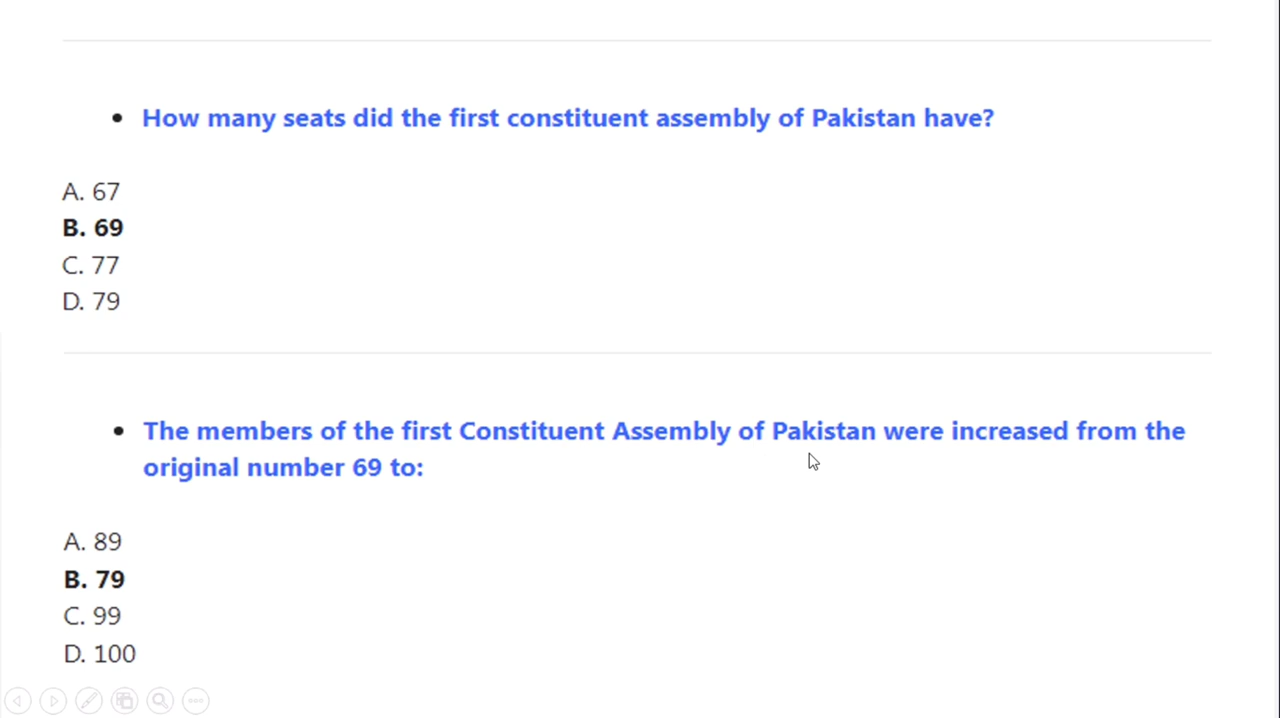 • How many seats did the first constituent assembly of Pakistan have?
A. 67
B. 69
C. 77
D. 79
• The members of the first Constituent Assembly of Pakistan were increased from the
original number 69 to:
A. 89
B. 79
C. 99
D. 100